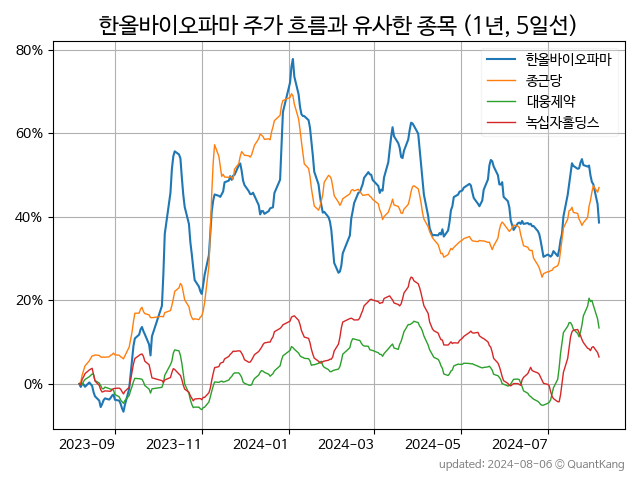 한올바이오파마 주가 흐름과 유사한 종목 (1년, 5일선)
한올바이오파마
종근당
대웅제약
녹십자홀딩스
80%
60%
40%
20%
0%
2023-09 2023-11 2024-01 2024-03 2024-05 2024-07
updated: 2024-08-06 © QuantKang